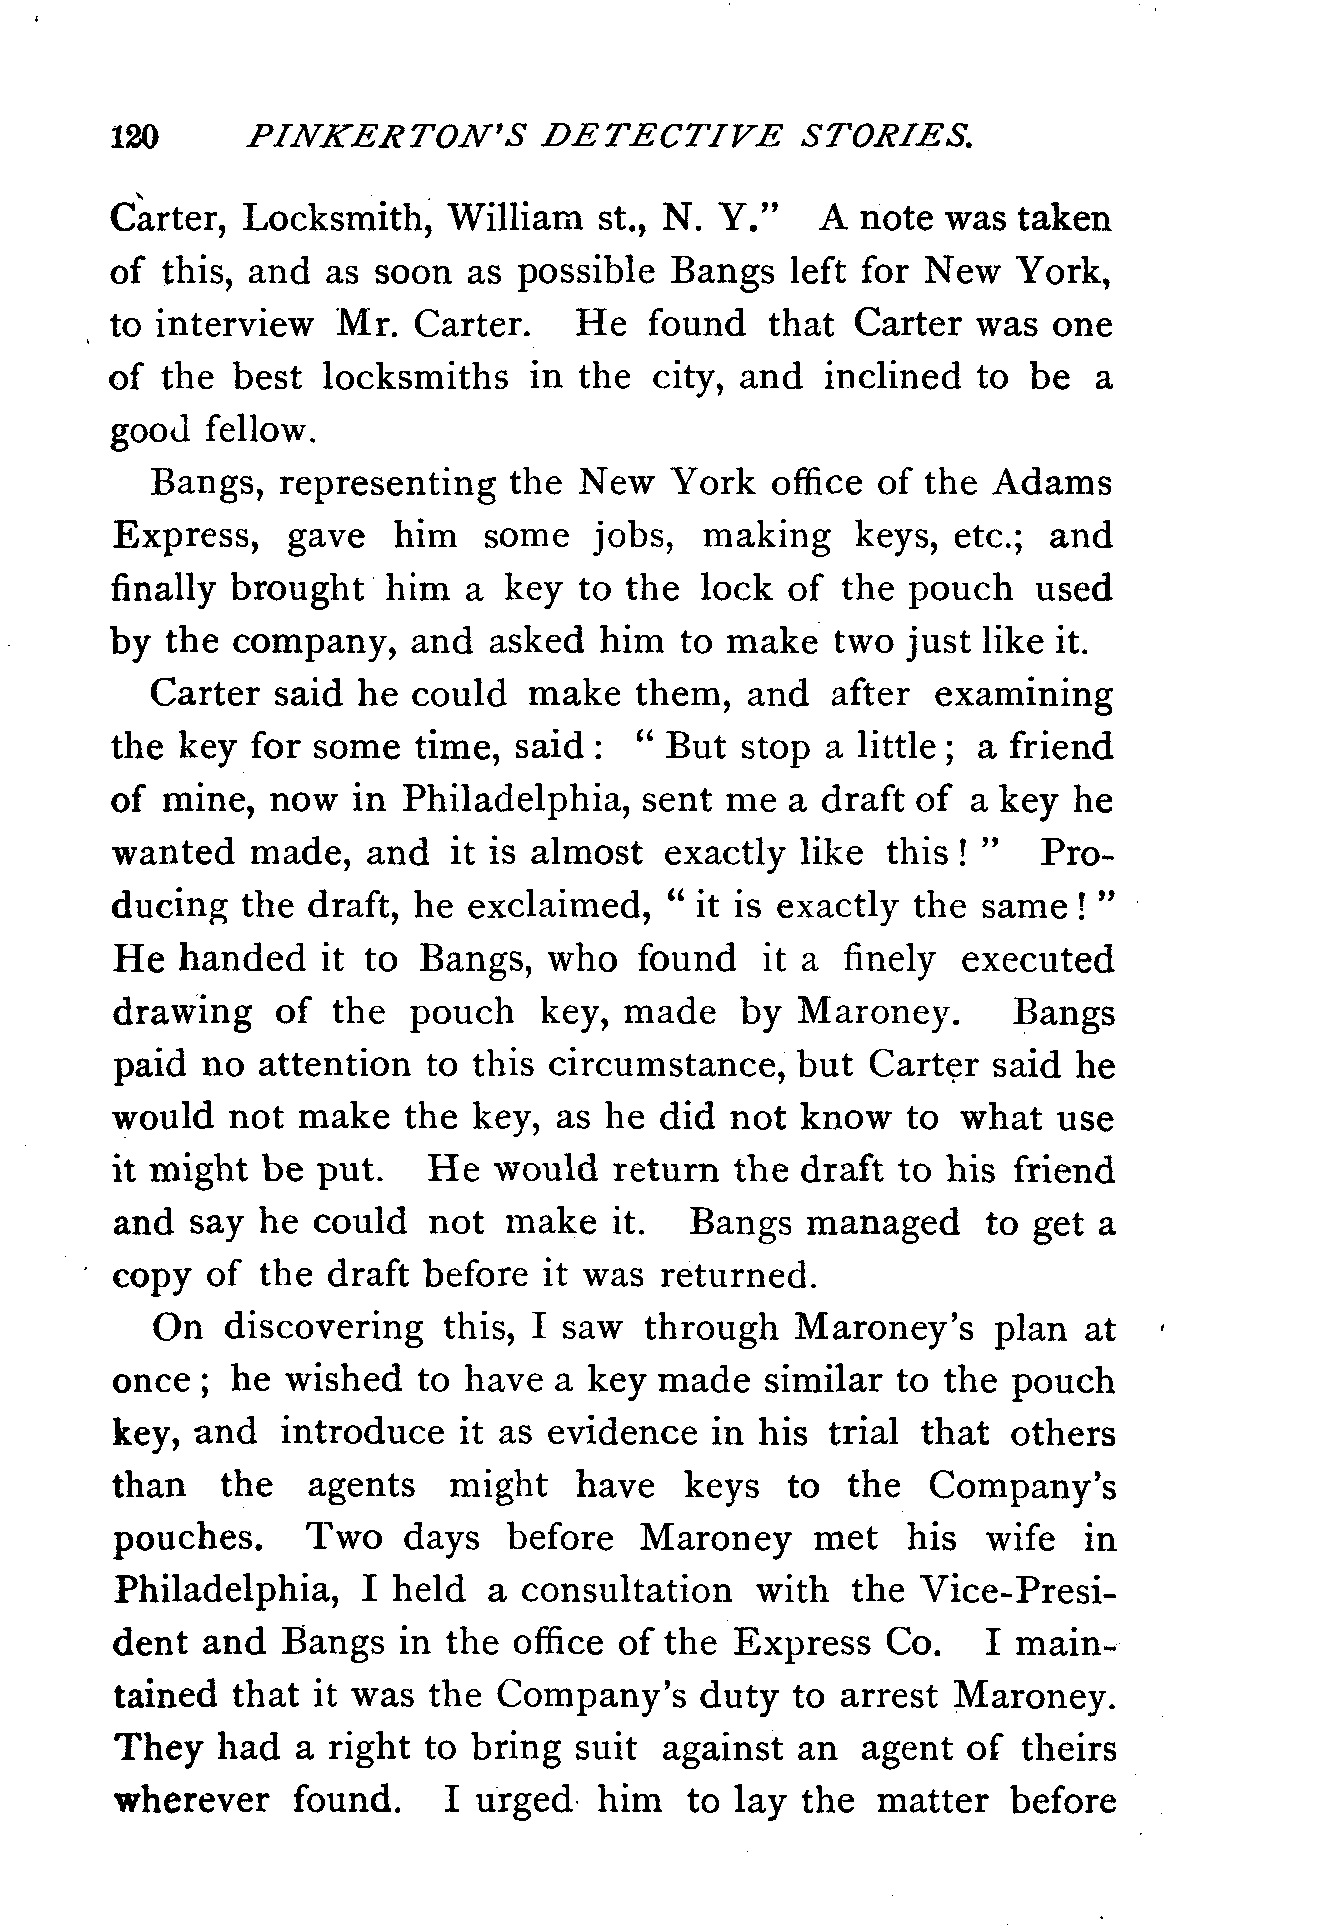 120 PINKERTON'S DETECTIVE STORIES.
Carter, Locksmith, William st., N. Y." A note was taken
of this, and as soon as possible Bangs left for New York,
to interview Mr. Carter. He found that Carter was one
of the best locksmiths in the city, and inclined to be a
good fellow.
Bangs, representing the New York office of the Adams
Express, gave him some jobs, making keys, etc.; and
finally brought him a key to the lock of the pouch used
by the company, and asked him to make two just like it.
Carter said he could make them, and after examining
the key for some time, said : " But stop a little ; a friend
of mine, now in Philadelphia, sent me a draft of a key he
wanted made, and it is almost exactly like this ! " Pro-
ducing the draft, he exclaimed, " it is exactly the same ! "
He handed it to Bangs, who found it a finely executed
drawing of the pouch key, made by Maroney. Bangs
paid no attention to this circumstance, but Carter said he
would not make the key, as he did not know to what use
it might be put. He would return the draft to his friend
and say he could not make it. Bangs managed to get a
copy of the draft before it was returned.
On discovering this, I saw through Maroney's plan at
once ; he wished to have a key made similar to the pouch
key, and introduce it as evidence in his trial that others
than the agents might have keys to the Company's
pouches. Two days before Maroney met his wife in
Philadelphia, I held a consultation with the Vice-Presi-
dent and Bangs in the office of the Express Co. I main-
tained that it was the Company's duty to arrest Maroney.
They had a right to bring suit against an agent of theirs
wherever found. I urged him to lay the matter before